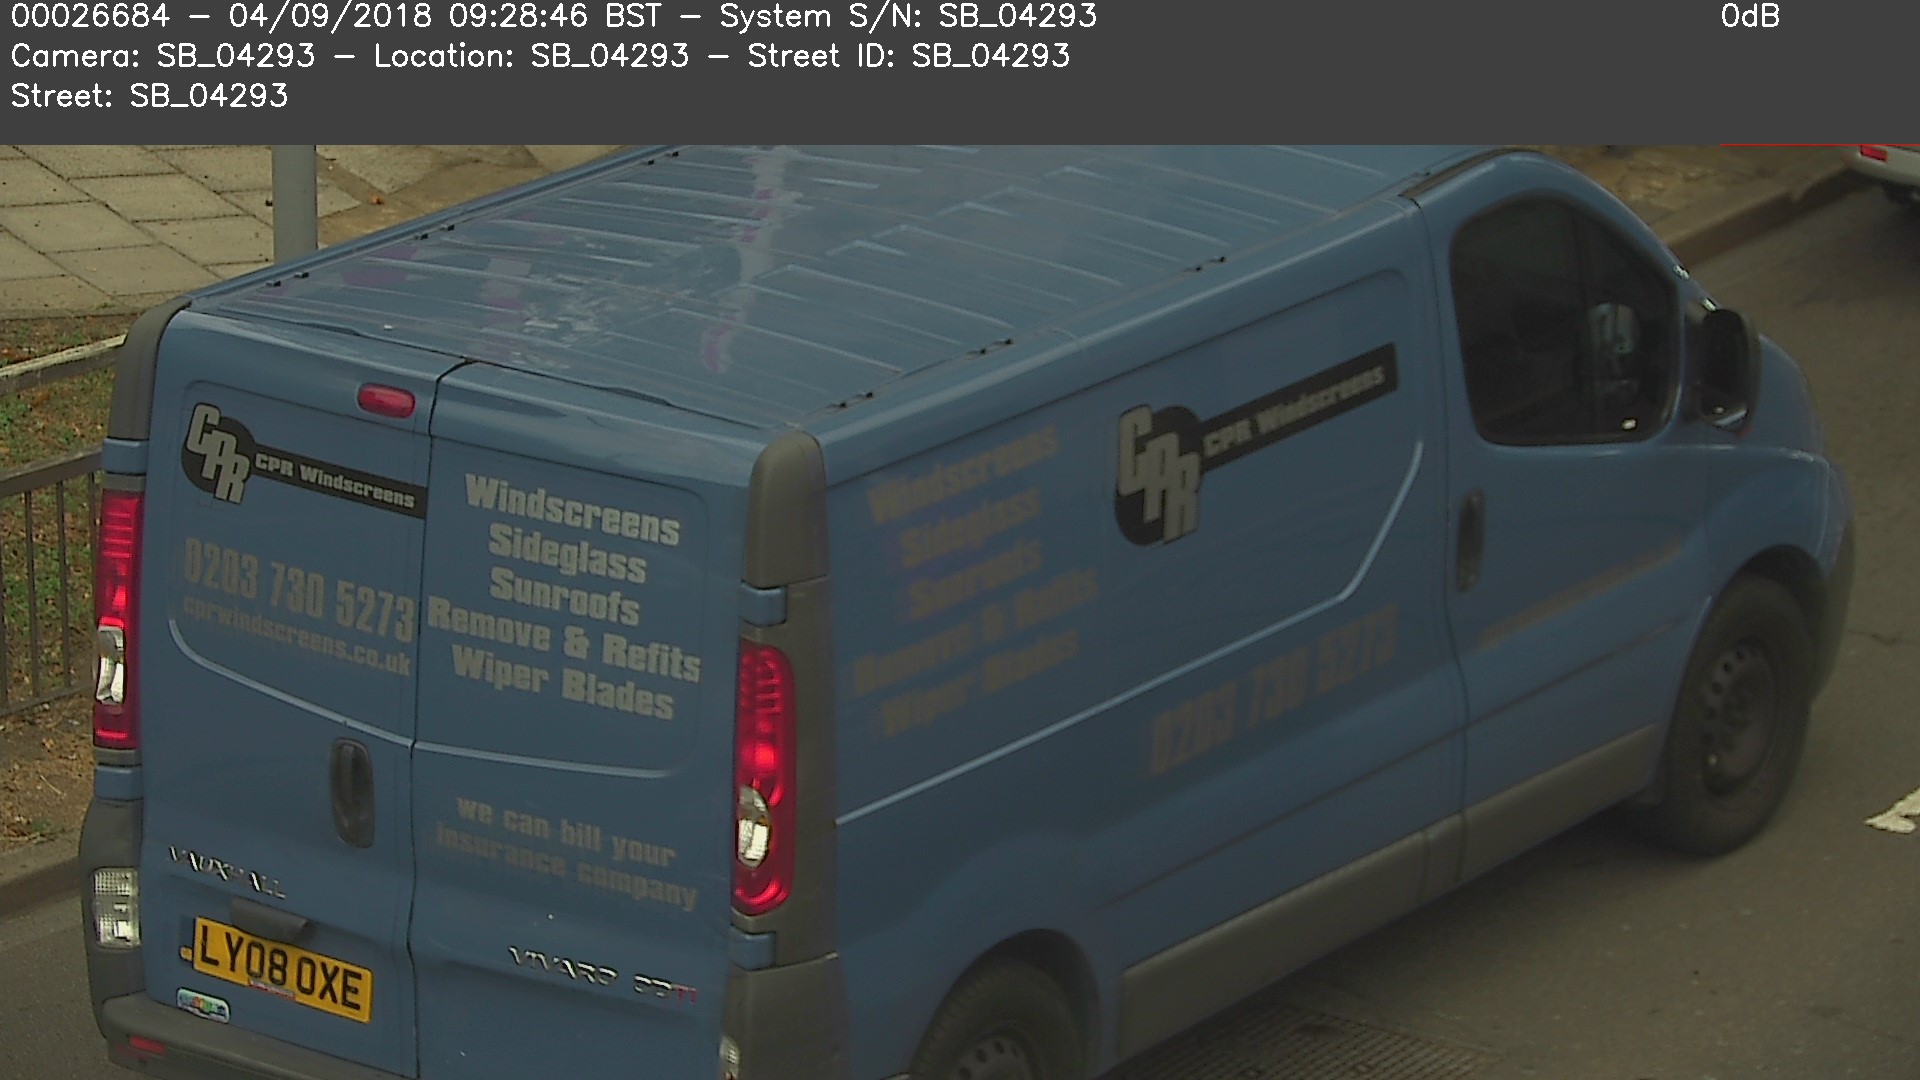 00026684 - 04/09/2018 09:28:46 BST - System S/N: SB_04293
0dB
Camera: SB_04293 - Location: SB_04293 - Street ID: SB_04293
Street: SB_04293
CPR
CPR Windscreens
0203 730 5273
cprwindscreens.co.uk
Windscreens
Sideglass
Sunroofs
Remove & Refits
Wiper Blades
we can bill your
insurance company
VAUXHALL
VIVARO
LY08 OXE
Windscreens
Sideglass
Sunroofs
Remove & Refits
Wiper Blades
CPR
CPR Windscreens
0203 730 5273